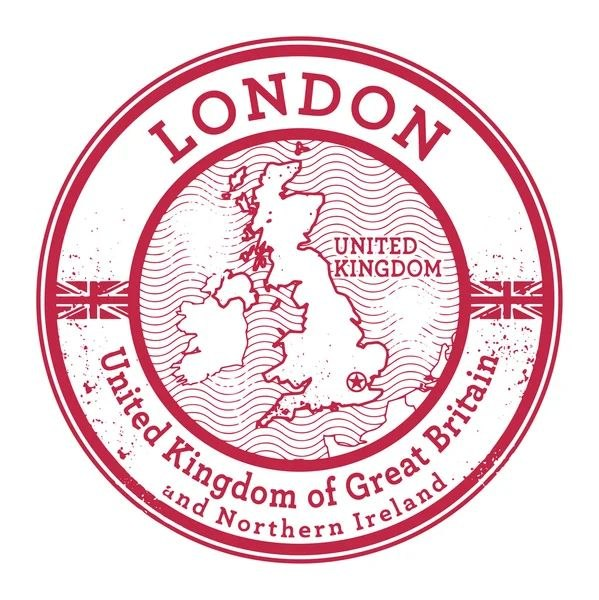 LONDON
UNITED
KINGDOM
United Kingdom of Great Britain
and Northern Ireland